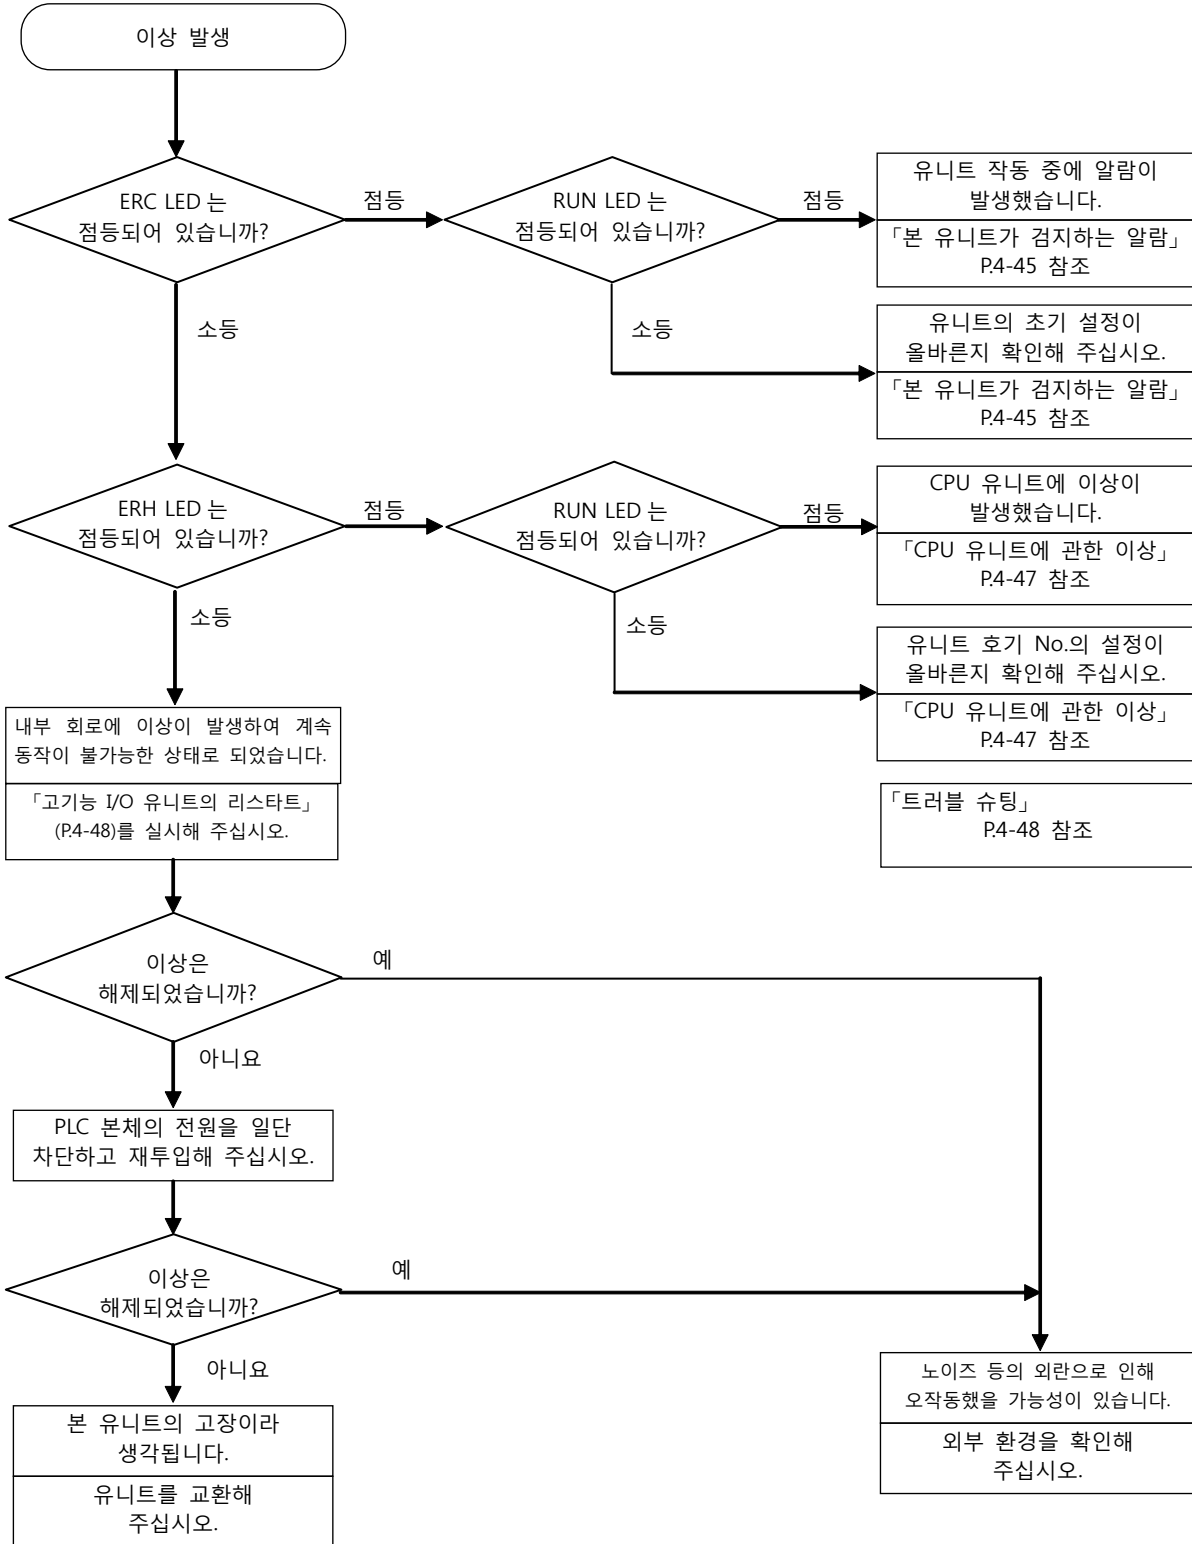 이상 발생
ERC LED 는
점등되어 있습니까?
점등
RUN LED 는
점등되어 있습니까?
점등
유니트 작동 중에 알람이
발생했습니다.
「본 유니트가 검지하는 알람」
P.4-45 참조
소등
소등
유니트의 초기 설정이
올바른지 확인해 주십시오.
「본 유니트가 검지하는 알람」
P.4-45 참조
ERH LED 는
점등되어 있습니까?
점등
RUN LED 는
점등되어 있습니까?
점등
CPU 유니트에 이상이
발생했습니다.
「CPU 유니트에 관한 이상」
P.4-47 참조
소등
소등
유니트 호기 No.의 설정이
올바른지 확인해 주십시오.
「CPU 유니트에 관한 이상」
P.4-47 참조
내부 회로에 이상이 발생하여 계속
동작이 불가능한 상태로 되었습니다.
「고기능 I/O 유니트의 리스타트」
(P.4-48)를 실시해 주십시오.
「트러블 슈팅」
P.4-48 참조
이상은
해제되었습니까?
예
아니요
PLC 본체의 전원을 일단
차단하고 재투입해 주십시오.
이상은
해제되었습니까?
예
아니요
노이즈 등의 외란으로 인해
오작동했을 가능성이 있습니다.
외부 환경을 확인해
주십시오.
본 유니트의 고장이라
생각됩니다.
유니트를 교환해
주십시오.